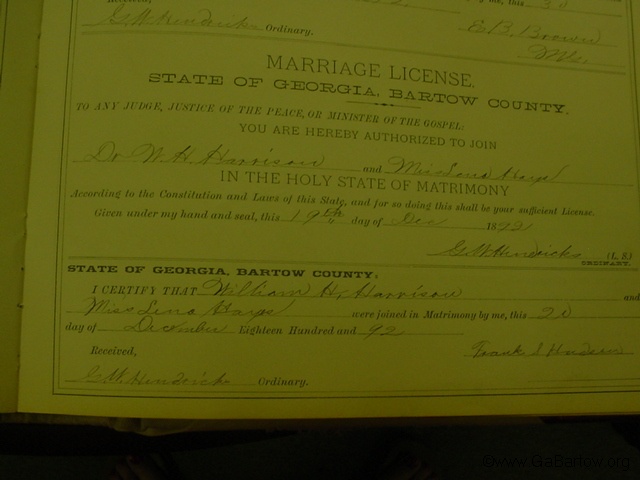 Received,
by me, this 30
G. W. Hendricks Ordinary.
E. B. Brown
MARRIAGE LICENSE.
STATE OF GEORGIA, BARTOW COUNTY.
TO ANY JUDGE, JUSTICE OF THE PEACE, OR MINISTER OF THE GOSPEL:
YOU ARE HEREBY AUTHORIZED TO JOIN
Dr W. H. Harrison and Miss Lena Hays
IN THE HOLY STATE OF MATRIMONY
According to the Constitution and Laws of this State, and for so doing this shall be your sufficient License.
Given under my hand and seal, this 19th day of Dec 1892
G. W. Hendricks (L. S.)
ORDINARY.
STATE OF GEORGIA, BARTOW COUNTY:
I CERTIFY THAT William H. Harrison and
Miss Lena Hays were joined in Matrimony by me, this 20
day of December Eighteen Hundred and 92
Frank S Hudson
Received,
G. W. Hendricks Ordinary.
©www.GaBartow.org